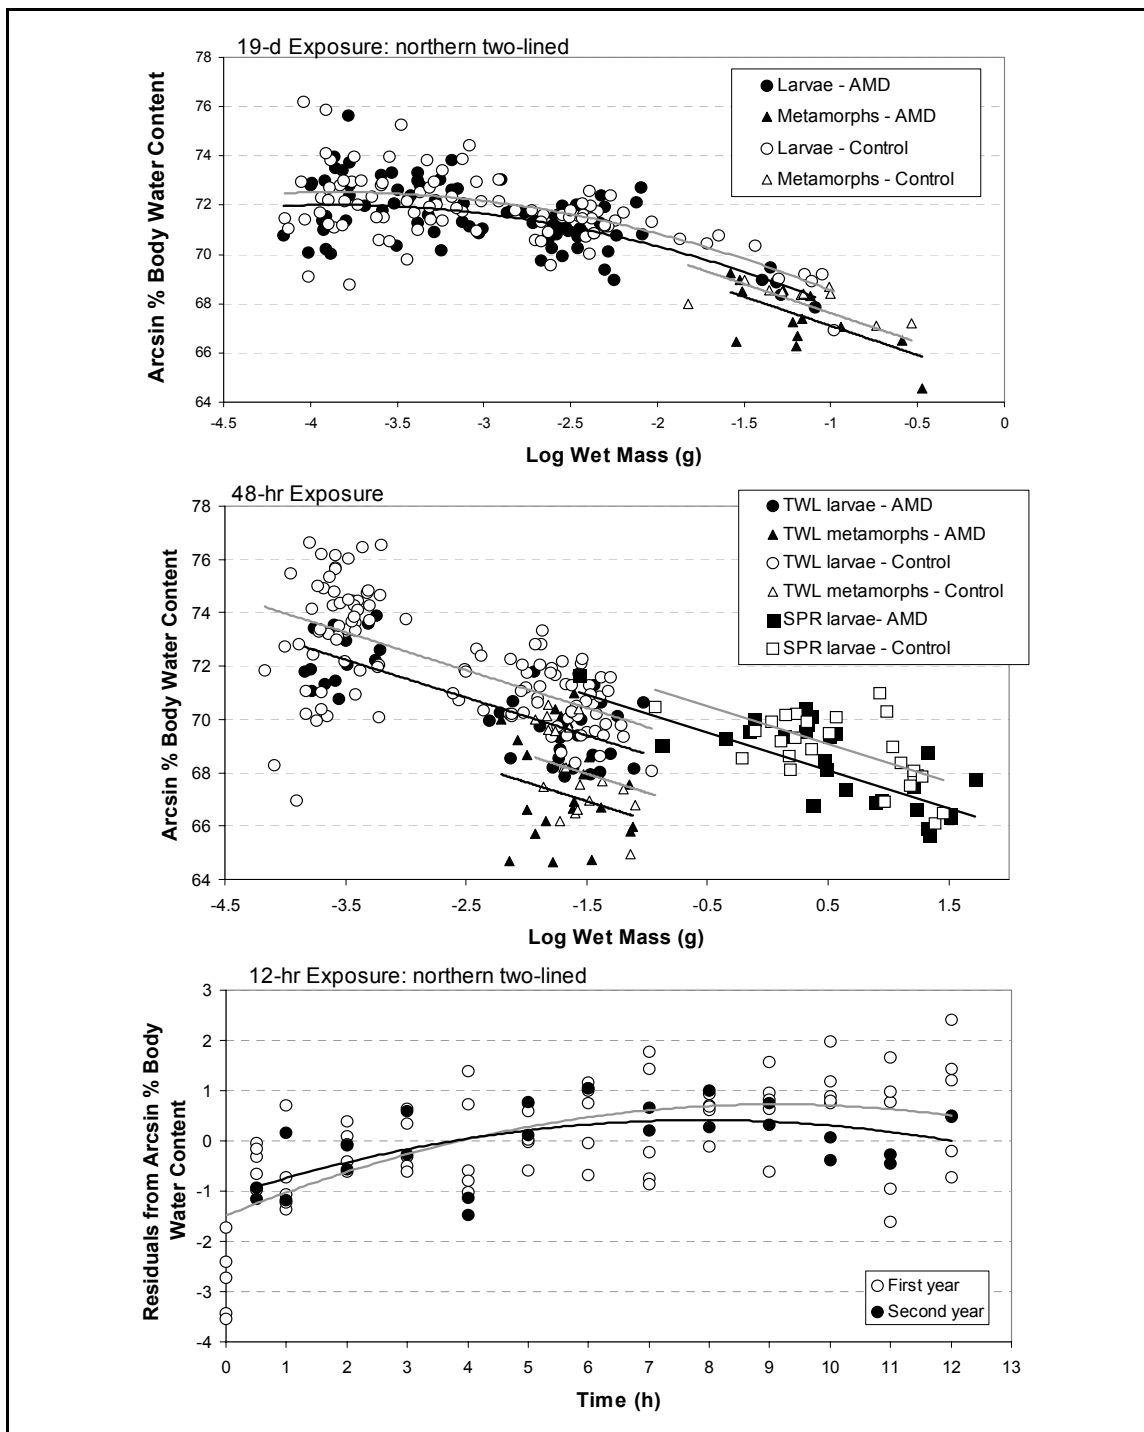 19-d Exposure: northern two-lined
78
76
74
72
70
68
66
64
Arcsin % Body Water Content
Larvae - AMD
Metamorphs - AMD
Larvae - Control
Metamorphs - Control
-4.5 -4 -3.5 -3 -2.5 -2 -1.5 -1 -0.5 0
Log Wet Mass (g)
48-hr Exposure
78
76
74
72
70
68
66
64
Arcsin % Body Water Content
TWL larvae - AMD
TWL metamorphs - AMD
TWL larvae - Control
TWL metamorphs - Control
SPR larvae- AMD
SPR larvae - Control
-4.5 -3.5 -2.5 -1.5 -0.5 0.5 1.5
Log Wet Mass (g)
12-hr Exposure: northern two-lined
3
2
1
0
-1
-2
-3
-4
Residuals from Arcsin % Body
Water Content
First year
Second year
0 1 2 3 4 5 6 7 8 9 10 11 12 13
Time (h)